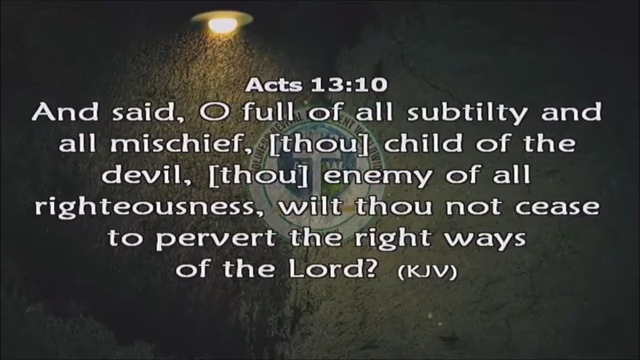 Acts 13:10
And said, O full of all subtilty and
all mischief, [thou] child of the
devil, [thou] enemy of all
righteousness, wilt thou not cease
to pervert the right ways
of the Lord? (KJV)